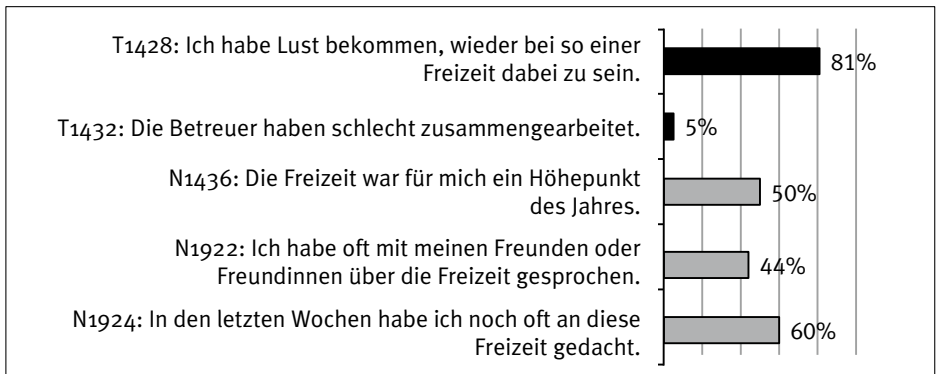 T1428: Ich habe Lust bekommen, wieder bei so einer
Freizeit dabei zu sein.
81%
T1432: Die Betreuer haben schlecht zusammengearbeitet.
5%
N1436: Die Freizeit war für mich ein Höhepunkt
des Jahres.
50%
N1922: Ich habe oft mit meinen Freunden oder
Freundinnen über die Freizeit gesprochen.
44%
N1924: In den letzten Wochen habe ich noch oft an diese
Freizeit gedacht.
60%